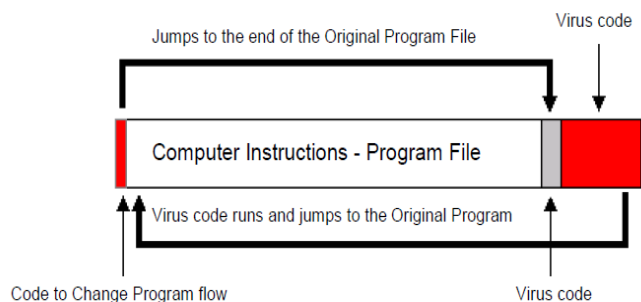 Virus code
Jumps to the end of the Original Program File
Computer Instructions - Program File
Virus code runs and jumps to the Original Program
Code to Change Program flow
Virus code